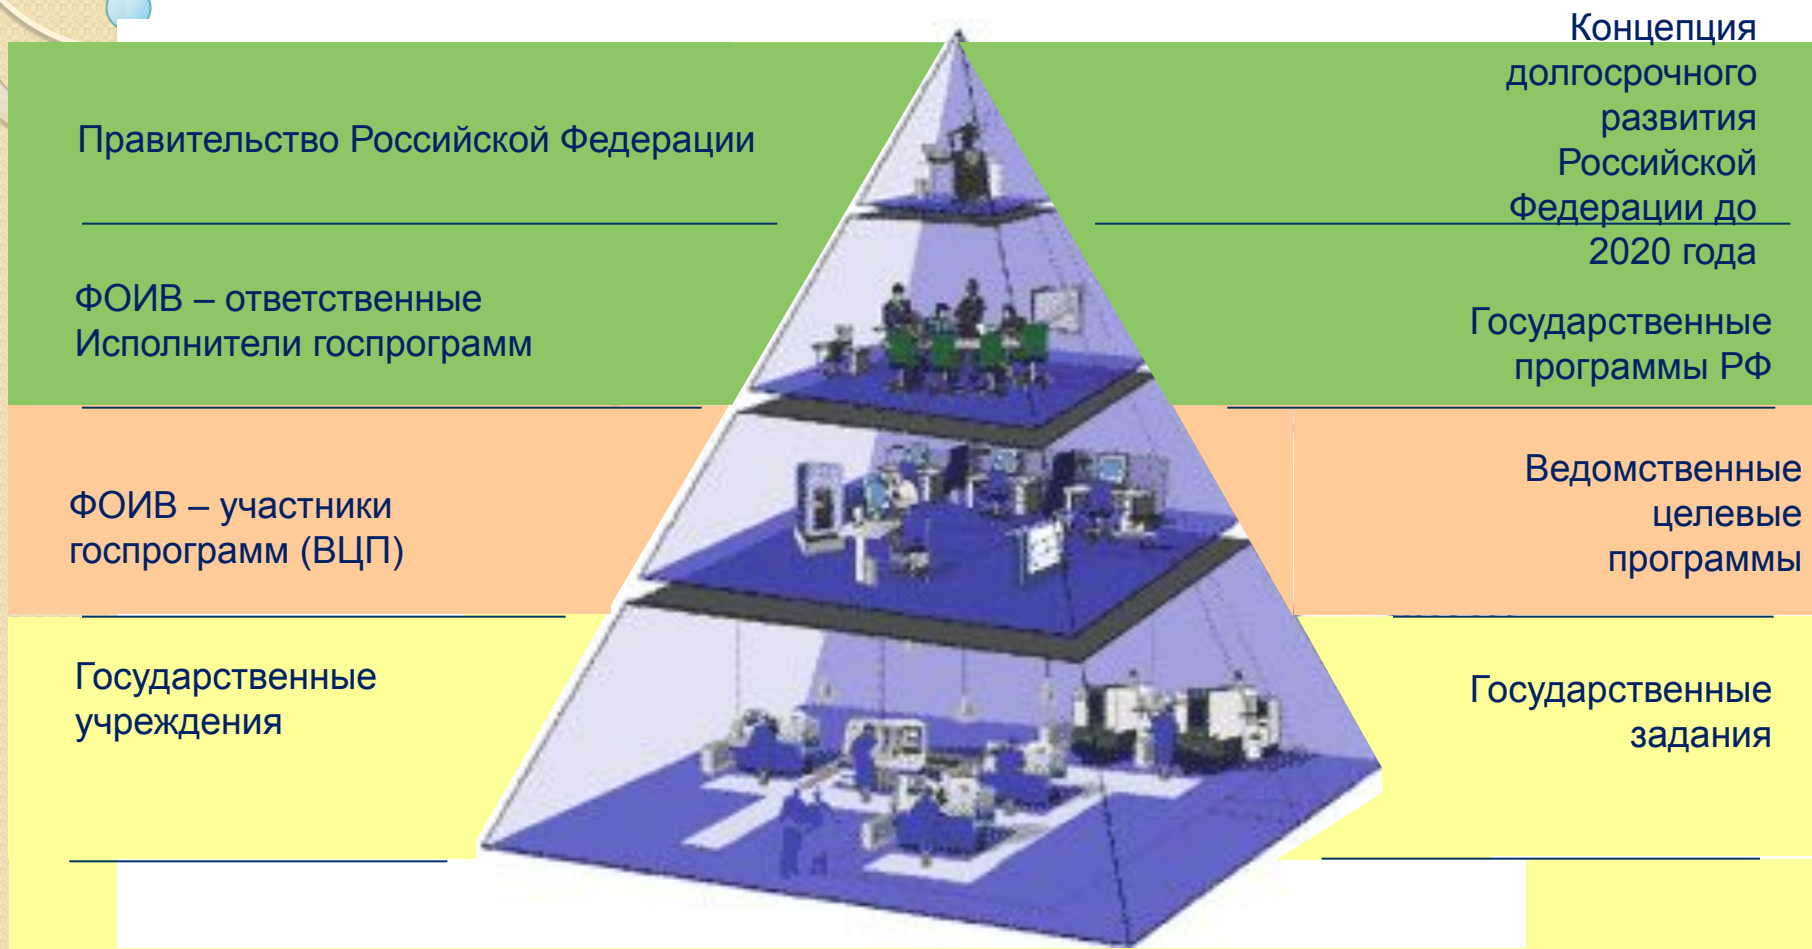 Правительство Российской Федерации
Концепция
долгосрочного
развития
Российской
Федерации до
2020 года
ФОИВ – ответственные
Исполнители госпрограмм
Государственные
программы РФ
ФОИВ – участники
госпрограмм (ВЦП)
Ведомственные
целевые
программы
Государственные
учреждения
Государственные
задания